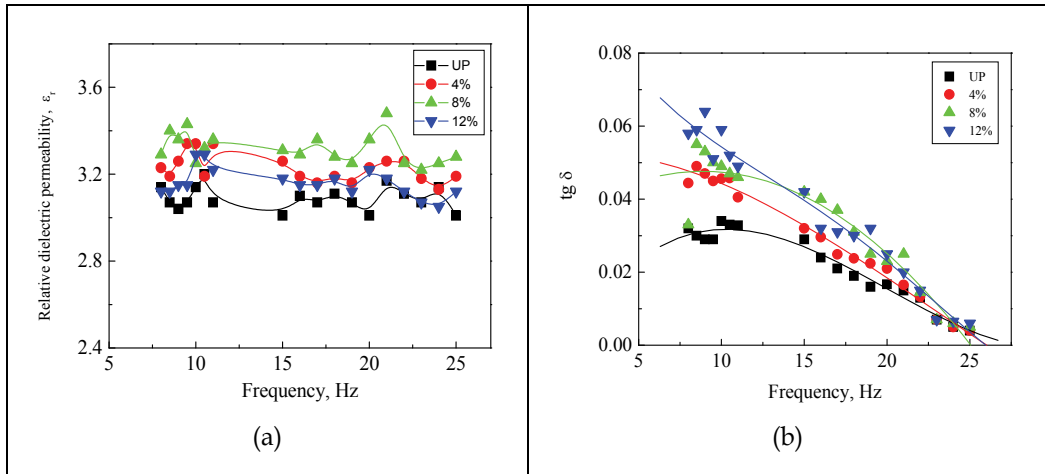 3.6
3.2
2.8
2.4
5 10 15 20 25
Relative dielectric permeability, εr
Frequency, Hz
UP
4%
8%
12%
(a)
0.08
0.06
0.04
0.02
0.00
5 10 15 20 25
tg δ
Frequency, Hz
UP
4%
8%
12%
(b)